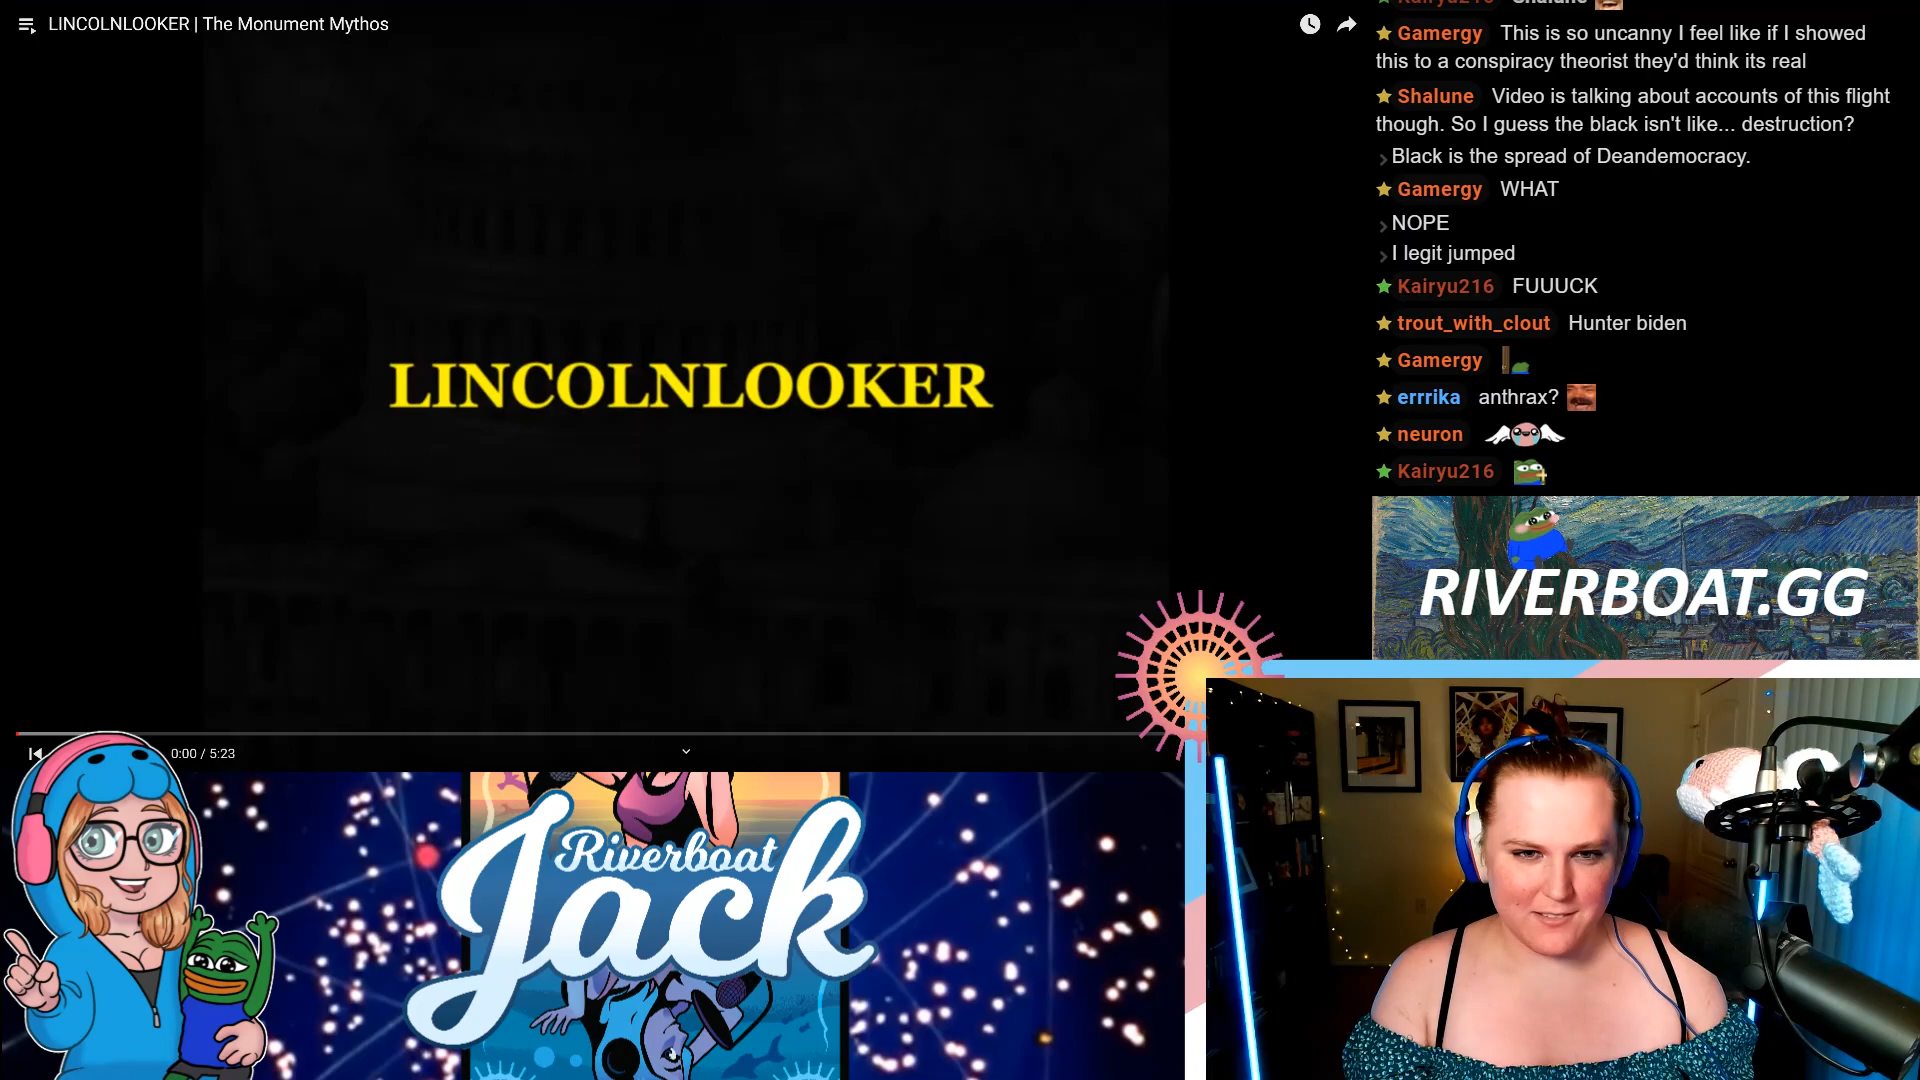 LINCOLNLOOKER | The Monument Mythos
Gamergy This is so uncanny I feel like if I showed
this to a conspiracy theorist they'd think its real
Shalune Video is talking about accounts of this flight
though. So I guess the black isn't like... destruction?
Black is the spread of Deandemocracy.
Gamergy WHAT
NOPE
I legit jumped
Kairyu216 FUUUCK
trout_with_clout Hunter biden
Gamergy
errrika anthrax?
neuron
Kairyu216
LINCOLNLOOKER
RIVERBOAT.GG
0:00 / 5:23
Riverboat
Jack